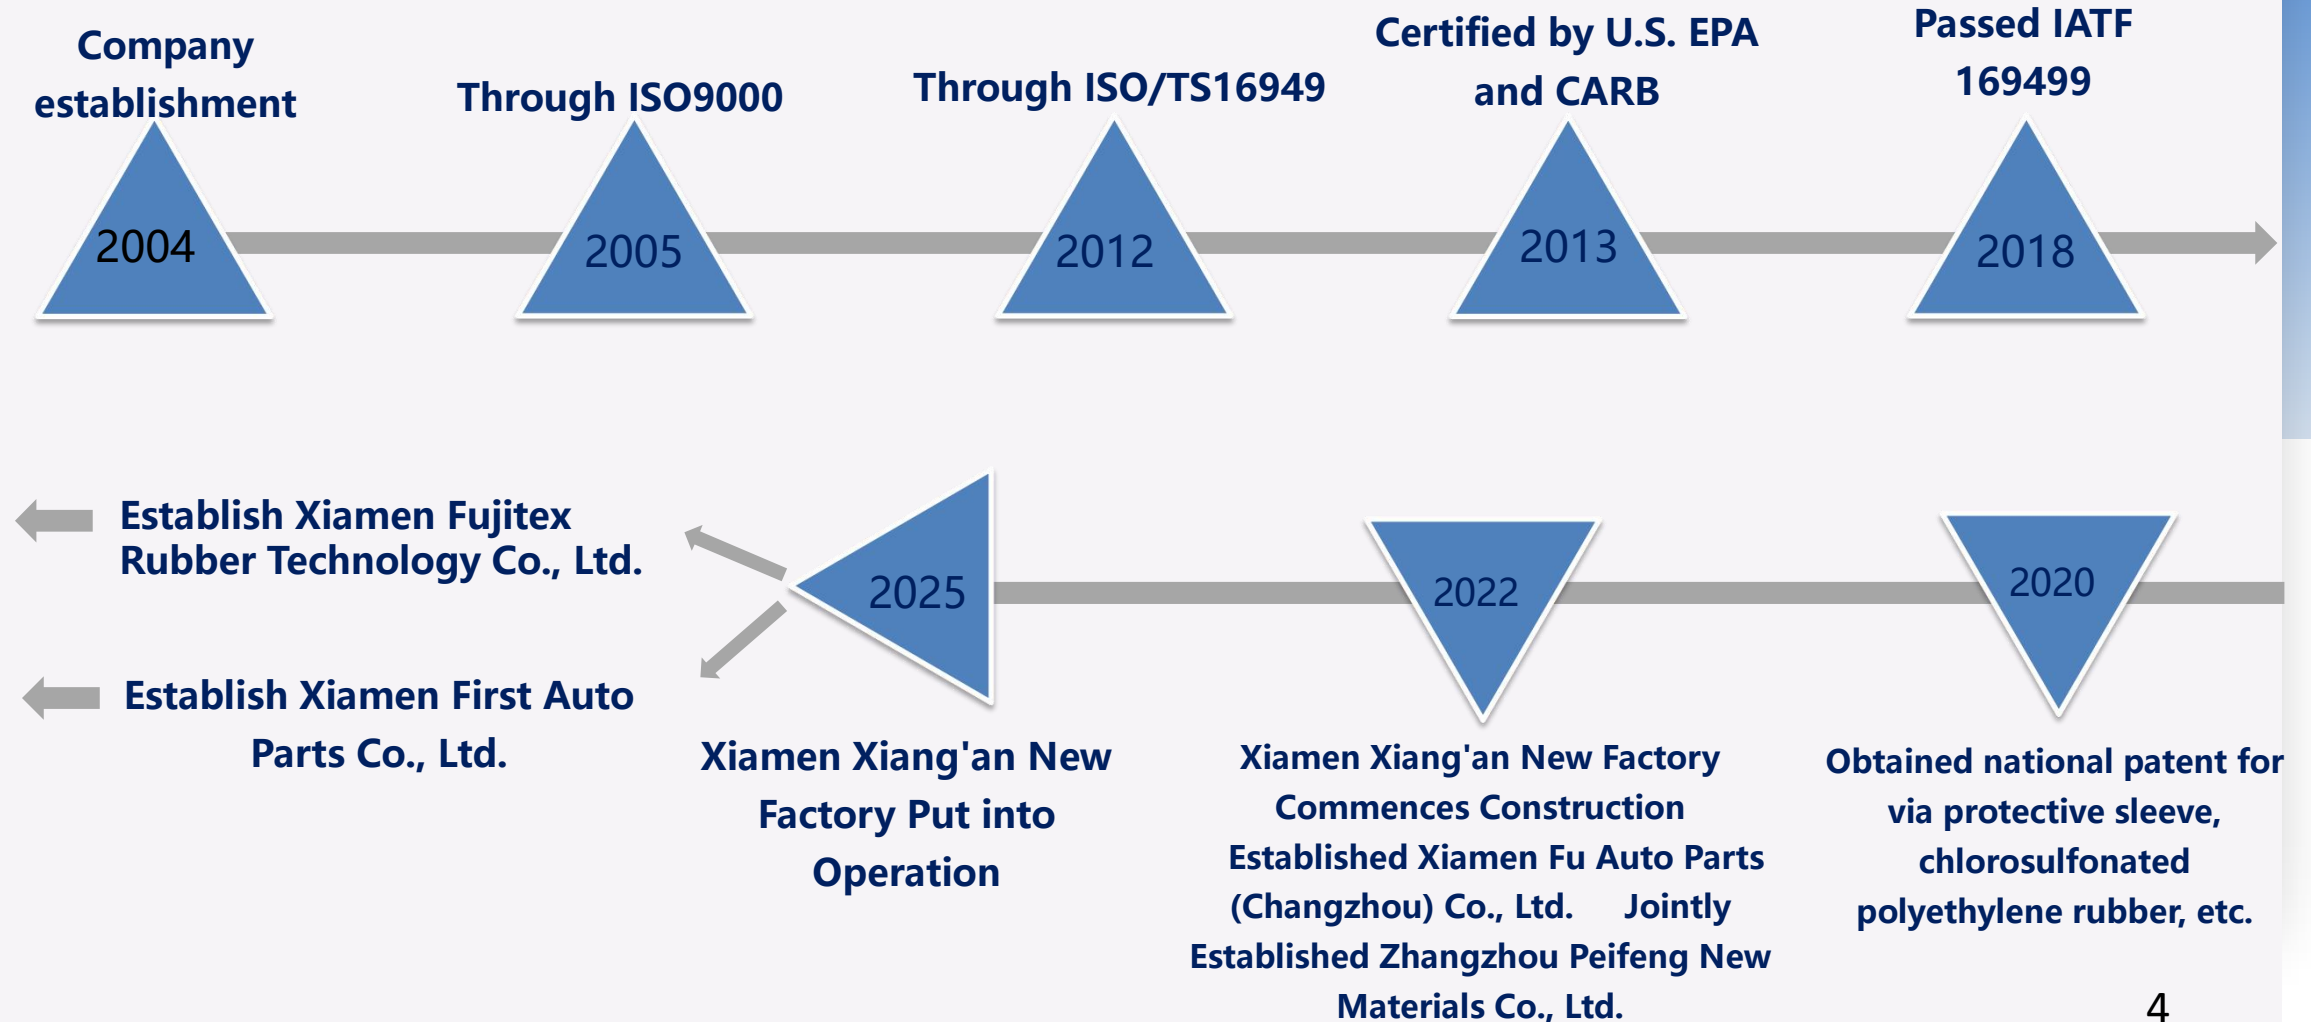 Company
establishment
Through ISO9000
Through ISO/TS16949
Certified by U.S. EPA
and CARB
Passed IATF
169499
2004
2005
2012
2013
2018
Establish Xiamen Fujitex
Rubber Technology Co., Ltd.
Establish Xiamen First Auto
Parts Co., Ltd.
2025
Xiamen Xiang'an New
Factory Put into
Operation
2022
Xiamen Xiang'an New Factory
Commences Construction
Established Xiamen Fu Auto Parts
(Changzhou) Co., Ltd. Jointly
Established Zhangzhou Peifeng New
Materials Co., Ltd.
2020
Obtained national patent for
via protective sleeve,
chlorosulfonated
polyethylene rubber, etc.
4